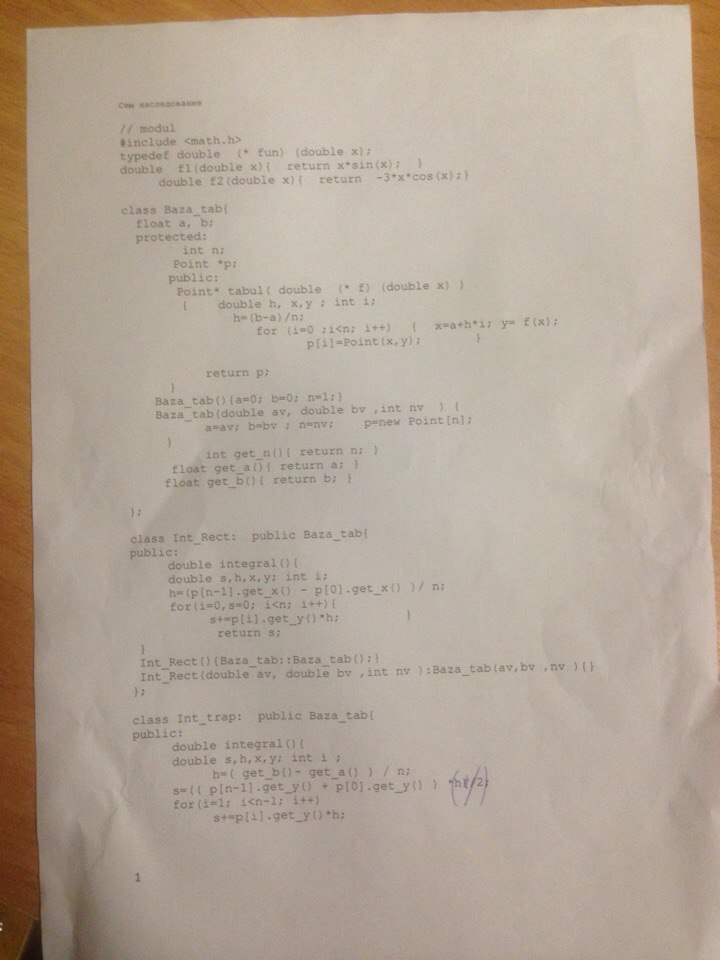 Сем наследование
// modul
#include <math.h>
typedef double (* fun) (double x);
double f1(double x){ return x*sin(x); }
double f2(double x){ return -3*x*cos(x);}
class Baza_tab{
float a, b;
protected:
int n;
Point *p;
public:
Point* tabul( double (* f) (double x) )
{ double h, x,y ; int i;
h=(b-a)/n;
for (i=0 ;i<n; i++) { x=a+h*i; y= f(x);
p[i]=Point(x,y); }
return p;
}
Baza_tab(){a=0; b=0; n=1;}
Baza_tab(double av, double bv ,int nv ) {
a=av; b=bv ; n=nv; p=new Point[n];
}
int get_n(){ return n; }
float get_a(){ return a; }
float get_b(){ return b; }
};
class Int_Rect: public Baza_tab{
public:
double integral(){
double s,h,x,y; int i;
h=(p[n-1].get_x() - p[0].get_x() )/ n;
for(i=0,s=0; i<n; i++){
s+=p[i].get_y()*h; }
return s;
}
Int_Rect(){Baza_tab::Baza_tab();}
Int_Rect(double av, double bv ,int nv ):Baza_tab(av,bv ,nv ){}
};
class Int_trap: public Baza_tab{
public:
double integral(){
double s,h,x,y; int i ;
h=( get_b()- get_a() ) / n;
s=(( p[n-1].get_y() + p[0].get_y() ) *h)/2;
for(i=1; i<n-1; i++)
s+=p[i].get_y()*h;
1